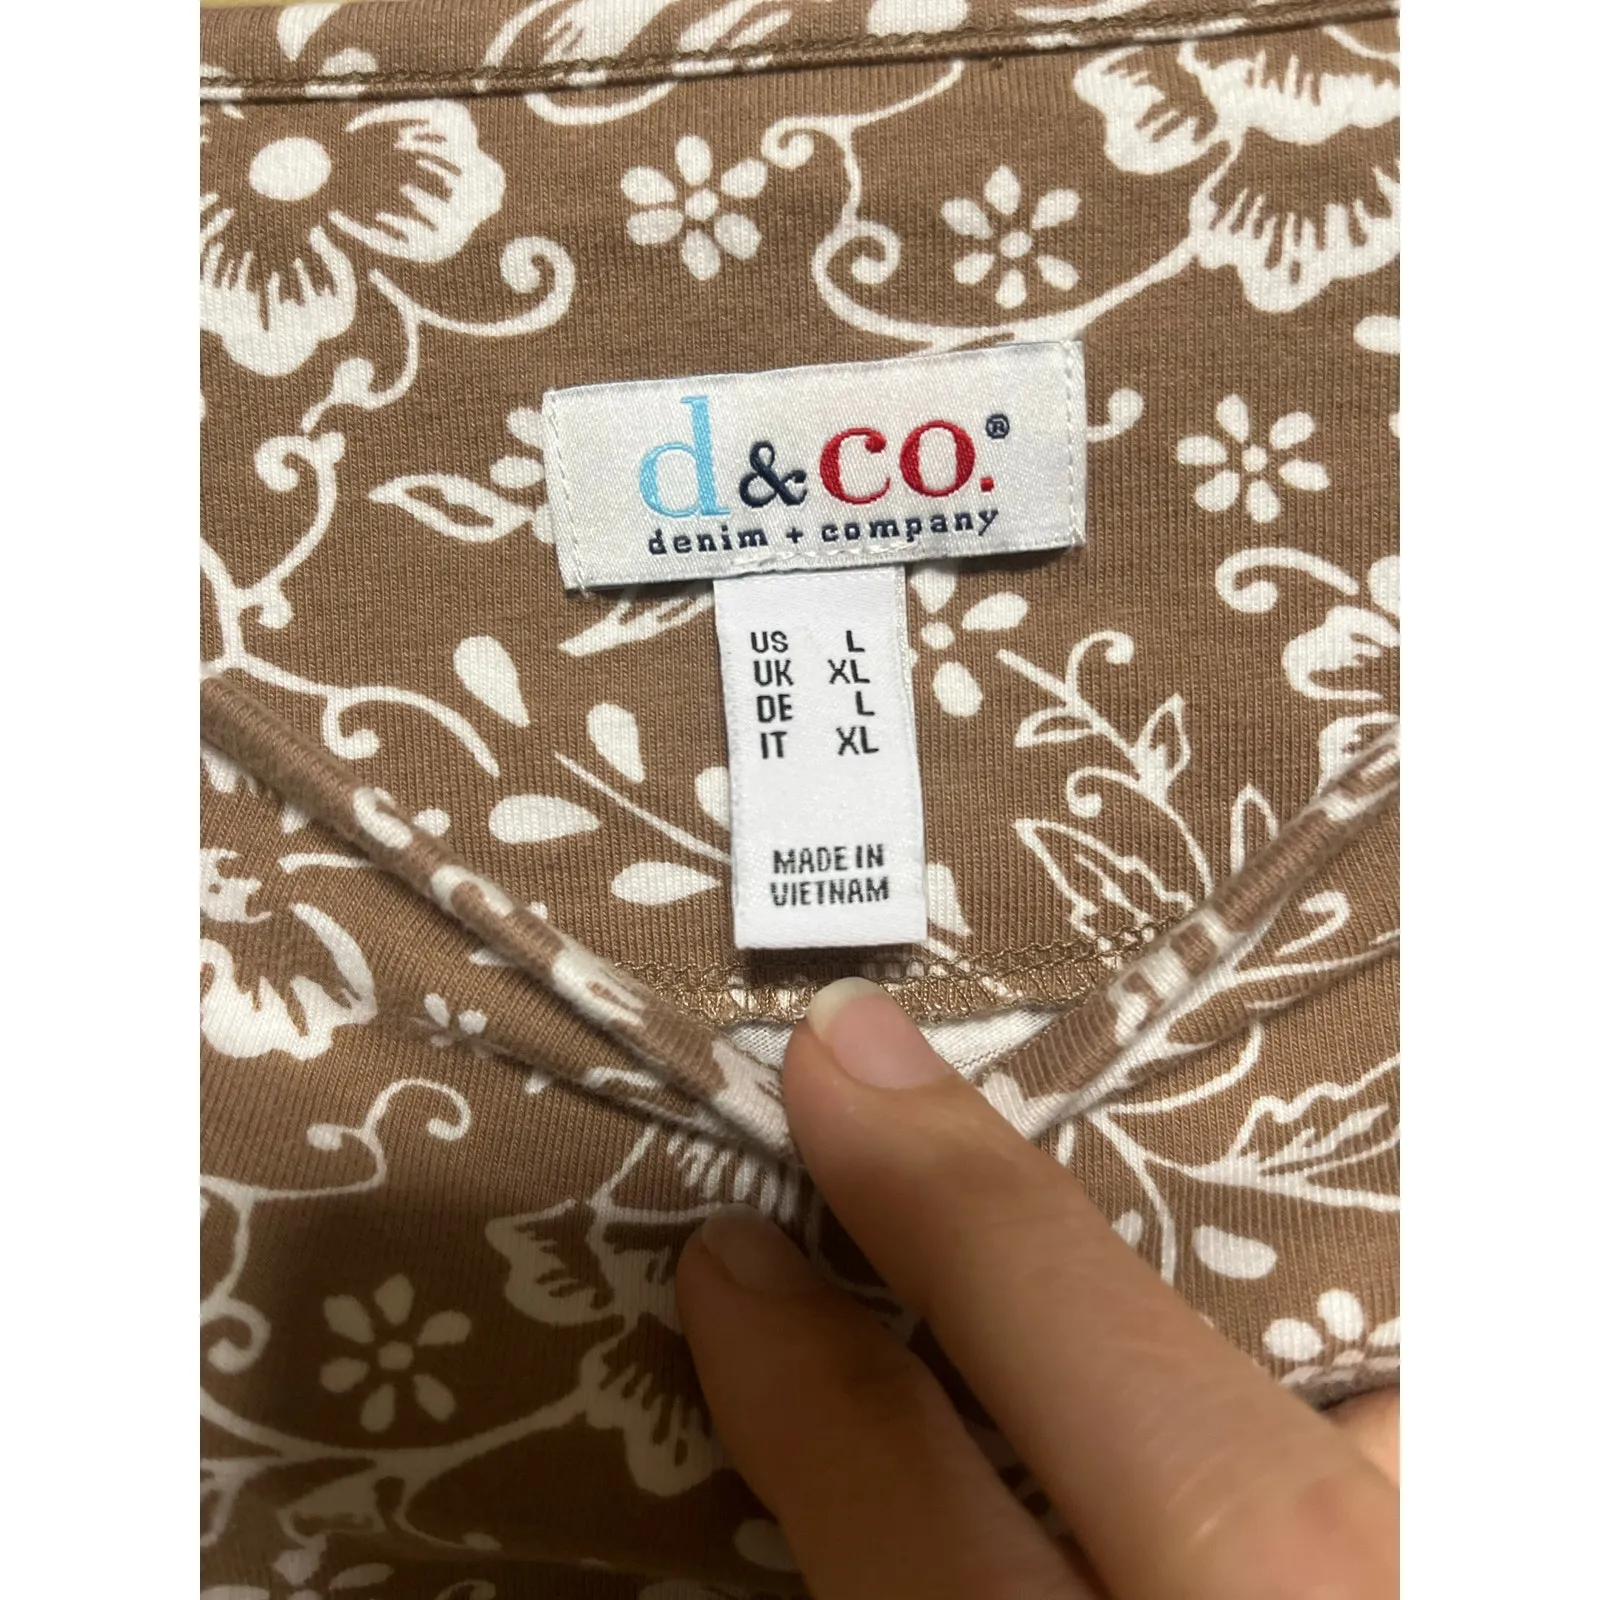 d&co.®
denim + company
US L
UK XL
DE L
IT XL
MADE IN
VIETNAM